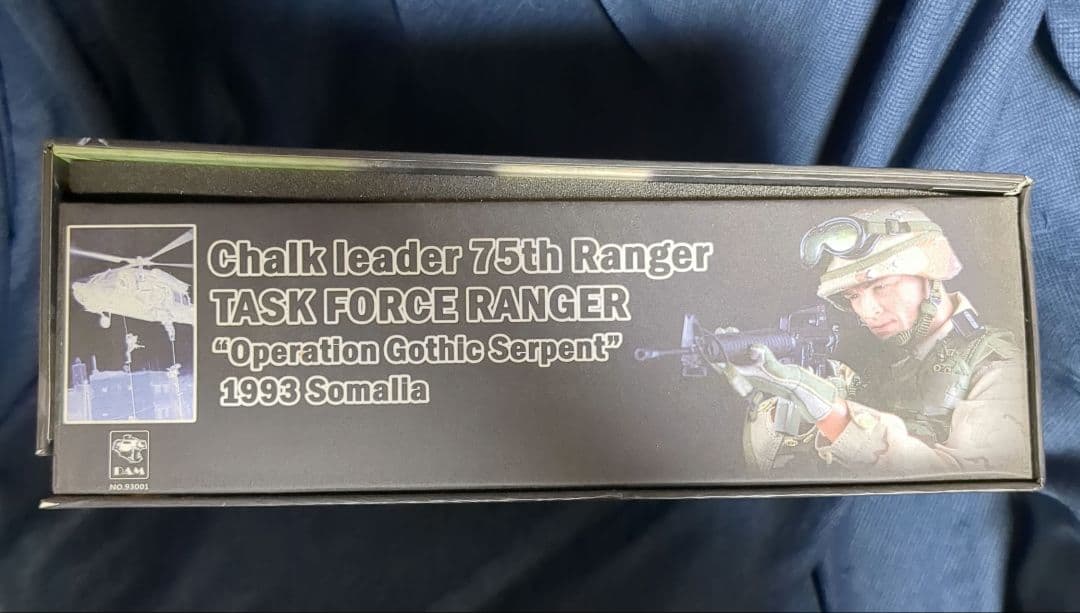 Chalk leader 75th Ranger
TASK FORCE RANGER
“Operation Gothic Serpent”
1993 Somalia
DAM
NO.93001